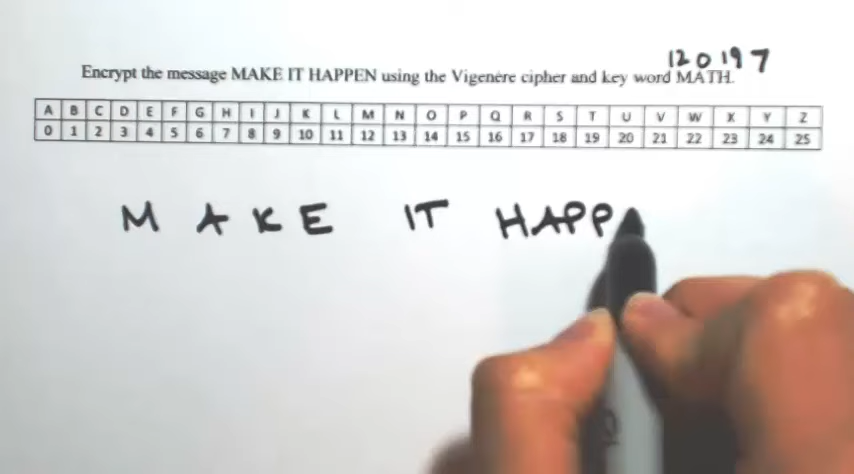 12 0 19 7
Encrypt the message MAKE IT HAPPEN using the Vigenère cipher and key word MATH.
A B C D E F G H I J K L M N O P Q R S T U V W X Y Z
0 1 2 3 4 5 6 7 8 9 10 11 12 13 14 15 16 17 18 19 20 21 22 23 24 25
MAKE IT HAPP